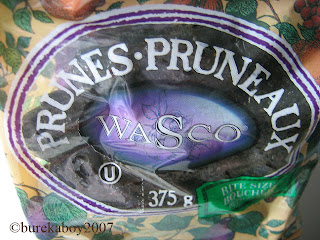 PRUNES·PRUNEAUX
WASCO
U
375 g
BITE SIZE
BOUCHÉE
©burekaboy2007